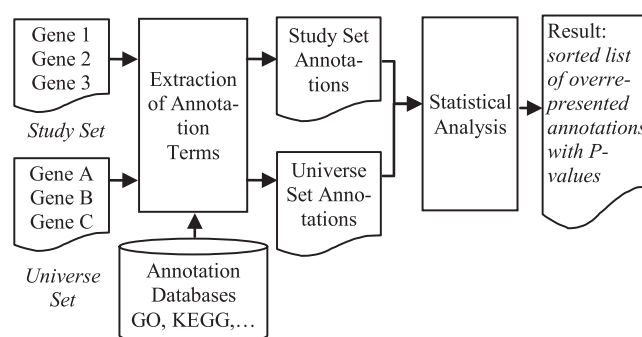 Gene 1
Gene 2
Gene 3
Study Set
Gene A
Gene B
Gene C
Universe
Set
Extraction
of Annota-
tion
Terms
Annotation
Databases
GO, KEGG,…
Study Set
Annota-
tions
Universe
Set Anno-
tations
Statistical
Analysis
Result:
sorted list
of overre-
presented
annotations
with P-
values